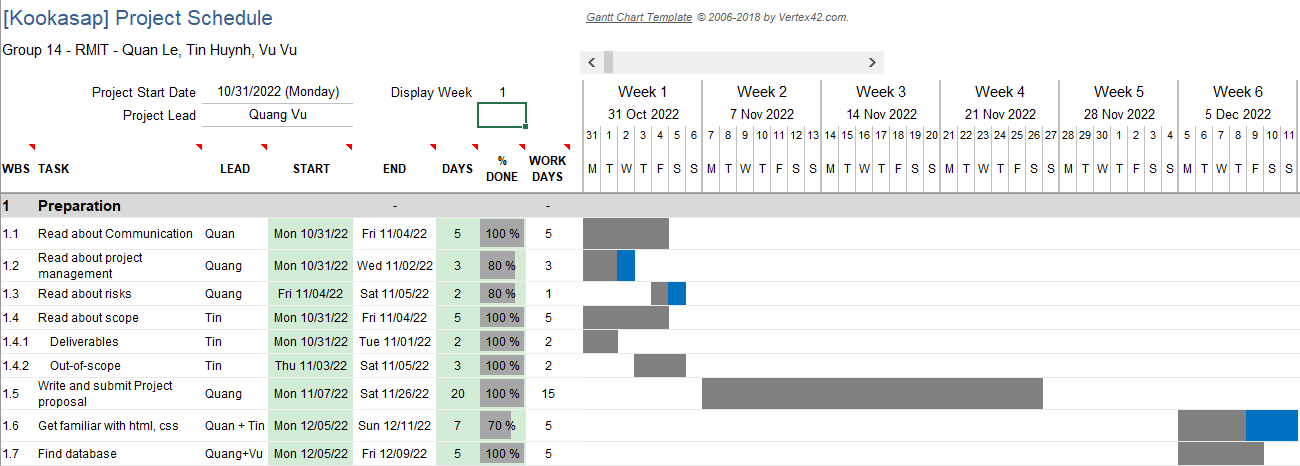 [Kookasap] Project Schedule
Gantt Chart Template © 2006-2018 by Vertex42.com.
Group 14 - RMIT - Quan Le, Tin Huynh, Vu Vu
Project Start Date 10/31/2022 (Monday) Display Week 1 Week 1 Week 2 Week 3 Week 4 Week 5 Week 6
Project Lead Quang Vu 31 Oct 2022 7 Nov 2022 14 Nov 2022 21 Nov 2022 28 Nov 2022 5 Dec 2022
31 1 2 3 4 5 6 7 8 9 10 11 12 13 14 15 16 17 18 19 20 21 22 23 24 25 26 27 28 29 30 1 2 3 4 5 6 7 8 9 10 11
WBS TASK LEAD START END DAYS % DONE WORK DAYS M T W T F S S M T W T F S S M T W T F S S M T W T F S S M T W T F S S M T W T F S S
1 Preparation - -
1.1 Read about Communication Quan Mon 10/31/22 Fri 11/04/22 5 100 % 5
1.2 Read about project management Quang Mon 10/31/22 Wed 11/02/22 3 80 % 3
1.3 Read about risks Quang Fri 11/04/22 Sat 11/05/22 2 80 % 1
1.4 Read about scope Tin Mon 10/31/22 Fri 11/04/22 5 100 % 5
1.4.1 Deliverables Tin Mon 10/31/22 Tue 11/01/22 2 100 % 2
1.4.2 Out-of-scope Tin Thu 11/03/22 Sat 11/05/22 3 100 % 2
1.5 Write and submit Project proposal Quang Mon 11/07/22 Sat 11/26/22 20 100 % 15
1.6 Get familiar with html, css Quan + Tin Mon 12/05/22 Sun 12/11/22 7 70 % 5
1.7 Find database Quang+Vu Mon 12/05/22 Fri 12/09/22 5 100 % 5